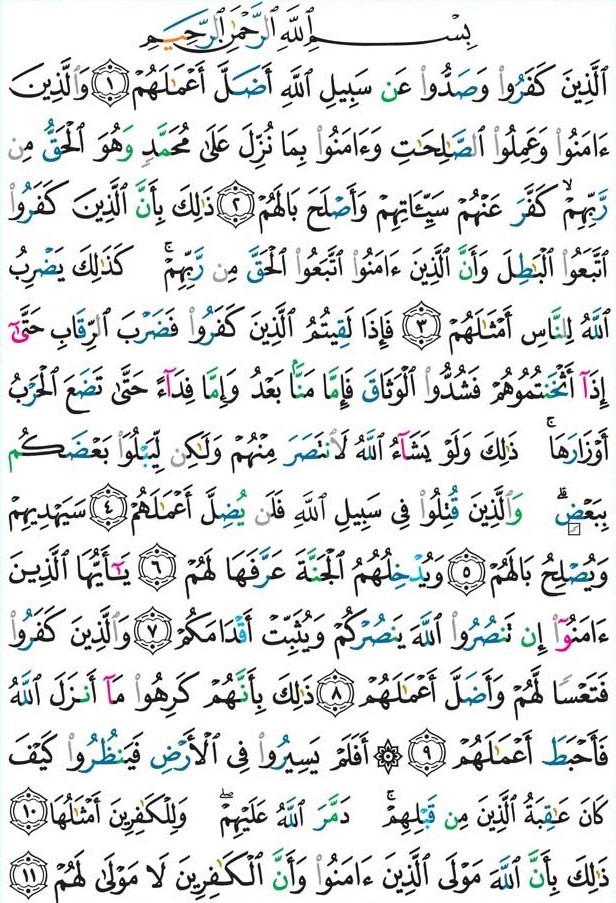 بِسْمِ ٱللَّهِ ٱلرَّحْمَٰنِ ٱلرَّحِيمِ
ٱلَّذِينَ كَفَرُوا۟ وَصَدُّوا۟ عَن سَبِيلِ ٱللَّهِ أَضَلَّ أَعْمَٰلَهُمْ ١ وَٱلَّذِينَ
ءَامَنُوا۟ وَعَمِلُوا۟ ٱلصَّٰلِحَٰتِ وَءَامَنُوا۟ بِمَا نُزِّلَ عَلَىٰ مُحَمَّدٍ وَهُوَ ٱلْحَقُّ مِن
رَّبِّهِمْ ۙ كَفَّرَ عَنْهُمْ سَيِّـَٔاتِهِمْ وَأَصْلَحَ بَالَهُمْ ٢ ذَٰلِكَ بِأَنَّ ٱلَّذِينَ كَفَرُوا۟
ٱتَّبَعُوا۟ ٱلْبَٰطِلَ وَأَنَّ ٱلَّذِينَ ءَامَنُوا۟ ٱتَّبَعُوا۟ ٱلْحَقَّ مِن رَّبِّهِمْ ۚ كَذَٰلِكَ يَضْرِبُ
ٱللَّهُ لِلنَّاسِ أَمْثَٰلَهُمْ ٣ فَإِذَا لَقِيتُمُ ٱلَّذِينَ كَفَرُوا۟ فَضَرْبَ ٱلرِّقَابِ حَتَّىٰٓ
إِذَآ أَثْخَنتُمُوهُمْ فَشُدُّوا۟ ٱلْوَثَاقَ فَإِمَّا مَنًّۢا بَعْدُ وَإِمَّا فِدَآءً حَتَّىٰ تَضَعَ ٱلْحَرْبُ
أَوْزَارَهَا ۚ ذَٰلِكَ وَلَوْ يَشَآءُ ٱللَّهُ لَٱنتَصَرَ مِنْهُمْ وَلَٰكِن لِّيَبْلُوَا۟ بَعْضَكُم
بِبَعْضٍ ۗ وَٱلَّذِينَ قُتِلُوا۟ فِى سَبِيلِ ٱللَّهِ فَلَن يُضِلَّ أَعْمَٰلَهُمْ ٤ سَيَهْدِيهِمْ
وَيُصْلِحُ بَالَهُمْ ٥ وَيُدْخِلُهُمُ ٱلْجَنَّةَ عَرَّفَهَا لَهُمْ ٦ يَٰٓأَيُّهَا ٱلَّذِينَ
ءَامَنُوٓا۟ إِن تَنصُرُوا۟ ٱللَّهَ يَنصُرْكُمْ وَيُثَبِّتْ أَقْدَامَكُمْ ٧ وَٱلَّذِينَ كَفَرُوا۟
فَتَعْسًا لَّهُمْ وَأَضَلَّ أَعْمَٰلَهُمْ ٨ ذَٰلِكَ بِأَنَّهُمْ كَرِهُوا۟ مَآ أَنزَلَ ٱللَّهُ
فَأَحْبَطَ أَعْمَٰلَهُمْ ٩ ۞ أَفَلَمْ يَسِيرُوا۟ فِى ٱلْأَرْضِ فَيَنظُرُوا۟ كَيْفَ
كَانَ عَٰقِبَةُ ٱلَّذِينَ مِن قَبْلِهِمْ ۚ دَمَّرَ ٱللَّهُ عَلَيْهِمْ ۖ وَلِلْكَٰفِرِينَ أَمْثَٰلُهَا ١٠
ذَٰلِكَ بِأَنَّ ٱللَّهَ مَوْلَى ٱلَّذِينَ ءَامَنُوا۟ وَأَنَّ ٱلْكَٰفِرِينَ لَا مَوْلَىٰ لَهُمْ ١١